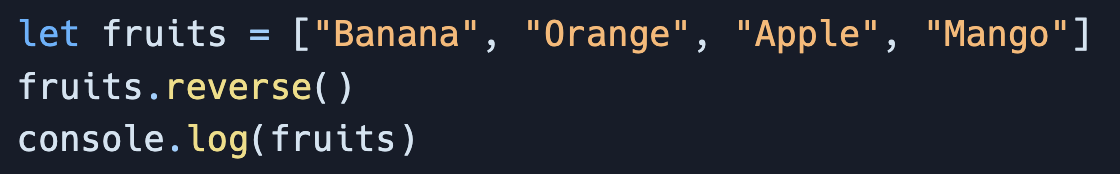 let fruits = ["Banana", "Orange", "Apple", "Mango"]
fruits.reverse()
console.log(fruits)